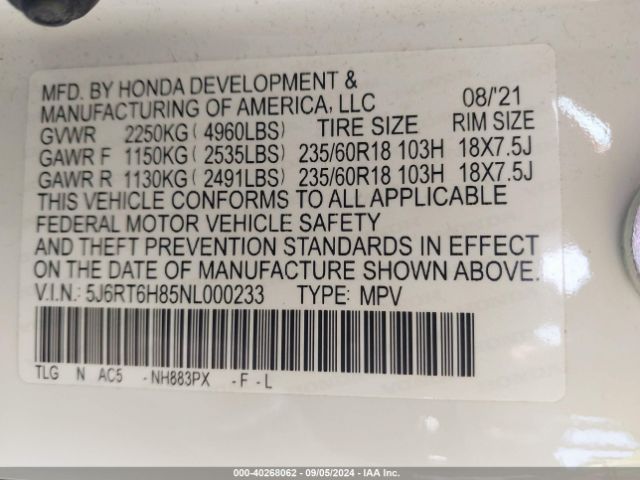 MFD. BY HONDA DEVELOPMENT &
MANUFACTURING OF AMERICA, LLC 08/'21
GVWR 2250KG ( 4960LBS) TIRE SIZE RIM SIZE
GAWR F 1150KG ( 2535LBS) 235/60R18 103H 18X7.5J
GAWR R 1130KG ( 2491LBS) 235/60R18 103H 18X7.5J
THIS VEHICLE CONFORMS TO ALL APPLICABLE
FEDERAL MOTOR VEHICLE SAFETY
AND THEFT PREVENTION STANDARDS IN EFFECT
ON THE DATE OF MANUFACTURE SHOWN ABOVE.
V.I.N.: 5J6RT6H85NL000233 TYPE: MPV
TLG N AC5 - NH883PX - F - L
000-40268062 - 09/05/2024 - IAA Inc.